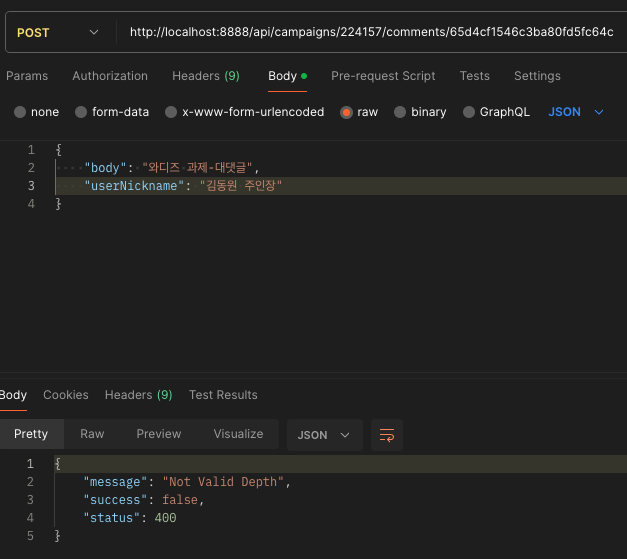 POST http://localhost:8888/api/campaigns/224157/comments/65d4cf1546c3ba80fd5fc64c
Params Authorization Headers (9) Body Pre-request Script Tests Settings
none form-data x-www-form-urlencoded raw binary GraphQL JSON
1 {
2 "body": "와디즈 과제-대댓글",
3 "userNickname": "김동원 주인장"
4 }
Body Cookies Headers (9) Test Results
Pretty Raw Preview Visualize JSON
1 {
2 "message": "Not Valid Depth",
3 "success": false,
4 "status": 400
5 }